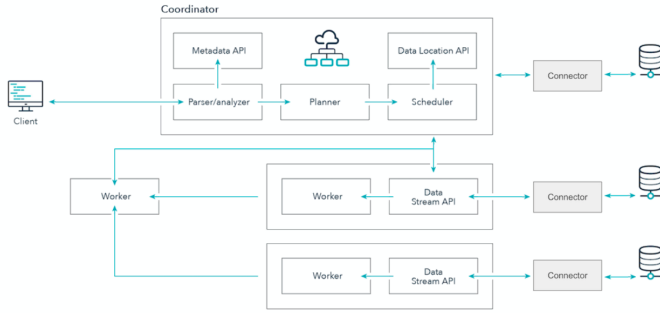 Coordinator
Metadata API
Data Location API
Parser/analyzer
Planner
Scheduler
Connector
Client
Worker
Worker
Data
Stream API
Connector
Worker
Data
Stream API
Connector